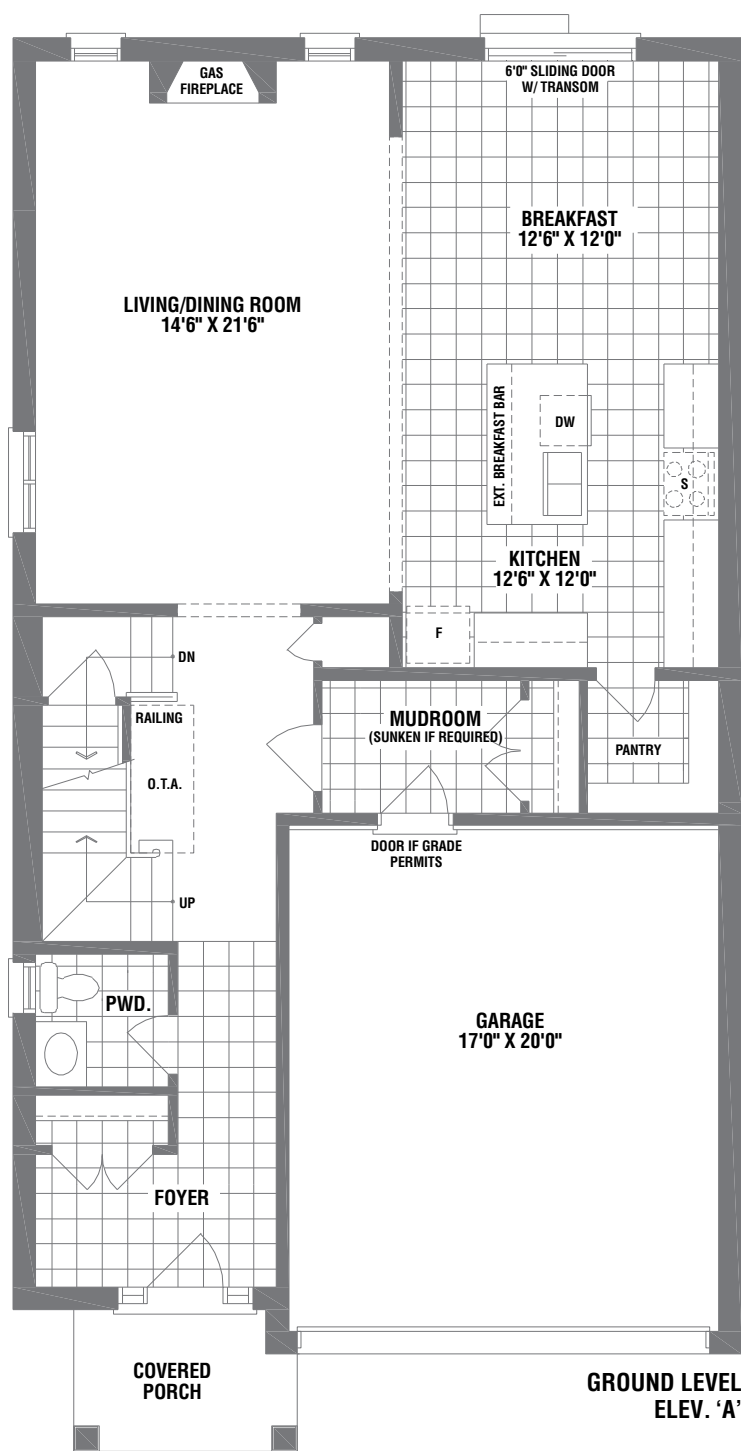 GAS
FIREPLACE
6'0" SLIDING DOOR
W/ TRANSOM
BREAKFAST
12'6" X 12'0"
LIVING/DINING ROOM
14'6" X 21'6"
EXT. BREAKFAST BAR
DW
S
KITCHEN
12'6" X 12'0"
F
DN
RAILING
MUDROOM
(SUNKEN IF REQUIRED)
PANTRY
O.T.A.
DOOR IF GRADE
PERMITS
UP
PWD.
GARAGE
17'0" X 20'0"
FOYER
COVERED
PORCH
GROUND LEVEL
ELEV. ‘A’